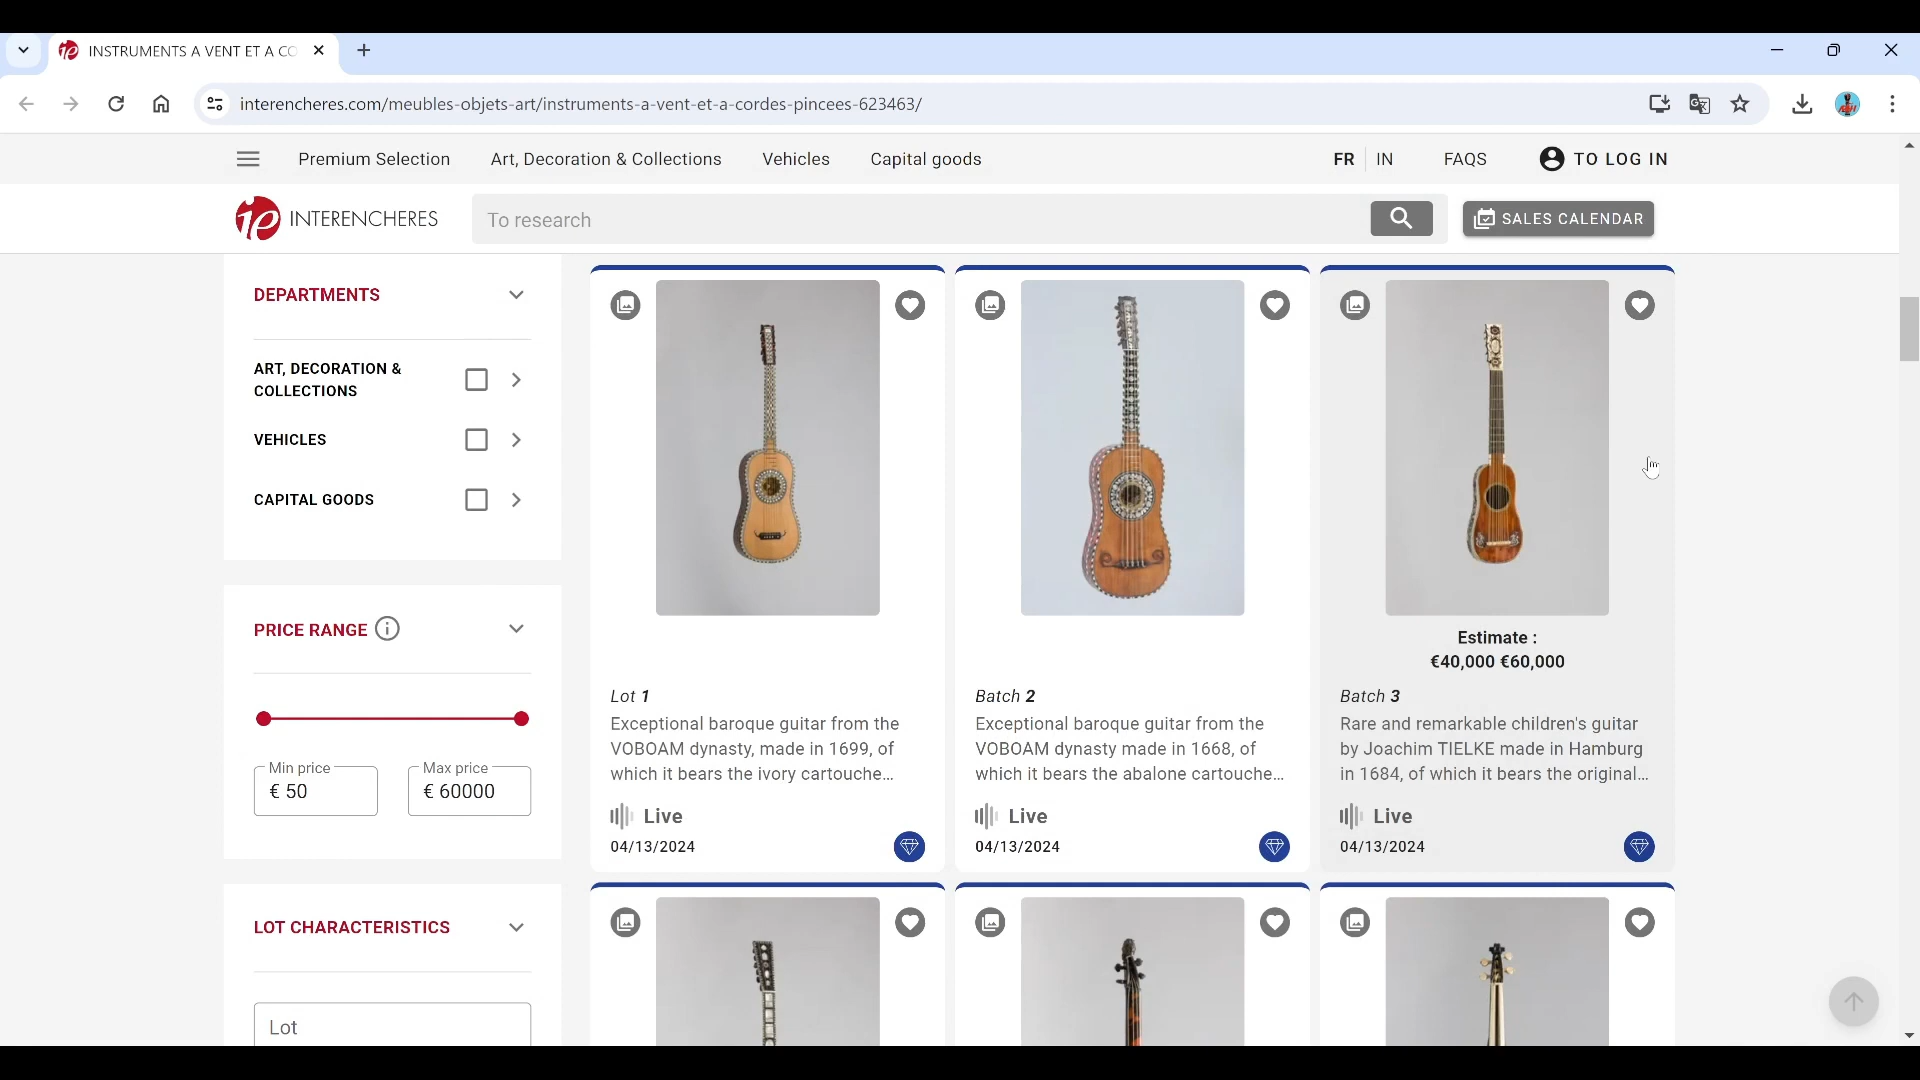 INSTRUMENTS A VENT ET A CO
interencheres.com/meubles-objets-art/instruments-a-vent-et-a-cordes-pincees-623463/
Premium Selection Art, Decoration & Collections Vehicles Capital goods FR IN FAQS TO LOG IN
INTERENCHERES To research SALES CALENDAR
DEPARTMENTS
ART, DECORATION &
COLLECTIONS
VEHICLES
CAPITAL GOODS
PRICE RANGE
Min price Max price
€ 50 € 60000
LOT CHARACTERISTICS
Lot
Lot 1
Exceptional baroque guitar from the
VOBOAM dynasty, made in 1699, of
which it bears the ivory cartouche...
Live
04/13/2024
Batch 2
Exceptional baroque guitar from the
VOBOAM dynasty made in 1668, of
which it bears the abalone cartouche...
Live
04/13/2024
Estimate :
€40,000 €60,000
Batch 3
Rare and remarkable children's guitar
by Joachim TIELKE made in Hamburg
in 1684, of which it bears the original...
Live
04/13/2024